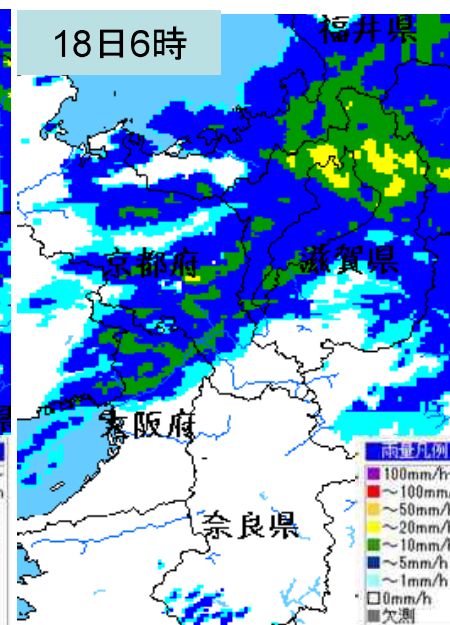 18日6時
福井県
京都府
滋賀県
大阪府
奈良県
雨量凡例
100mm/h
～100mm/
～50mm/h
～20mm/h
～10mm/h
～5mm/h
～1mm/h
0mm/h
欠測